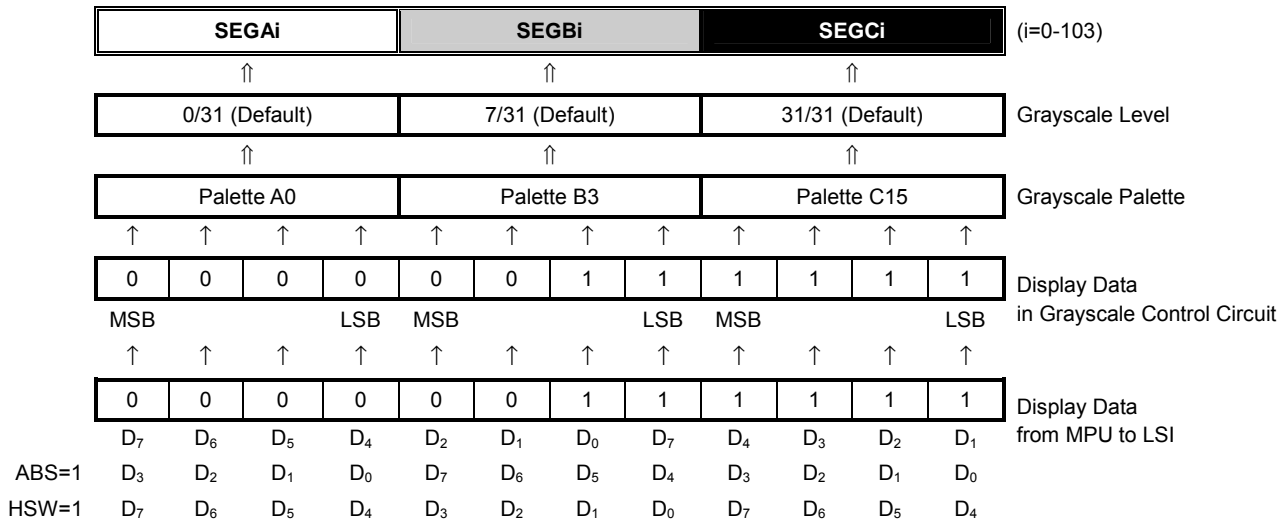 SEGAi SEGBi SEGCi (i=0-103)
⇑ ⇑ ⇑
0/31 (Default) 7/31 (Default) 31/31 (Default) Grayscale Level
⇑ ⇑ ⇑
Palette A0 Palette B3 Palette C15 Grayscale Palette
↑ ↑ ↑ ↑ ↑ ↑ ↑ ↑ ↑ ↑ ↑ ↑
0 0 0 0 0 0 1 1 1 1 1 1 Display Data
MSB LSB MSB LSB MSB LSB in Grayscale Control Circuit
↑ ↑ ↑ ↑ ↑ ↑ ↑ ↑ ↑ ↑ ↑ ↑
0 0 0 0 0 0 1 1 1 1 1 1 Display Data
D₇ D₆ D₅ D₄ D₂ D₁ D₀ D₇ D₄ D₃ D₂ D₁ from MPU to LSI
ABS=1 D₃ D₂ D₁ D₀ D₇ D₆ D₅ D₄ D₃ D₂ D₁ D₀
HSW=1 D₇ D₆ D₅ D₄ D₃ D₂ D₁ D₀ D₇ D₆ D₅ D₄